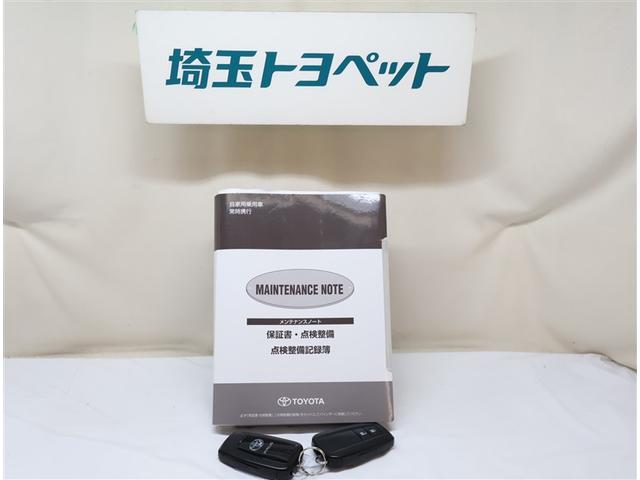 埼玉トヨペット
自家用乗用車
常時携行
MAINTENANCE NOTE
メンテナンスノート
保証書・点検整備
点検整備記録簿
TOYOTA